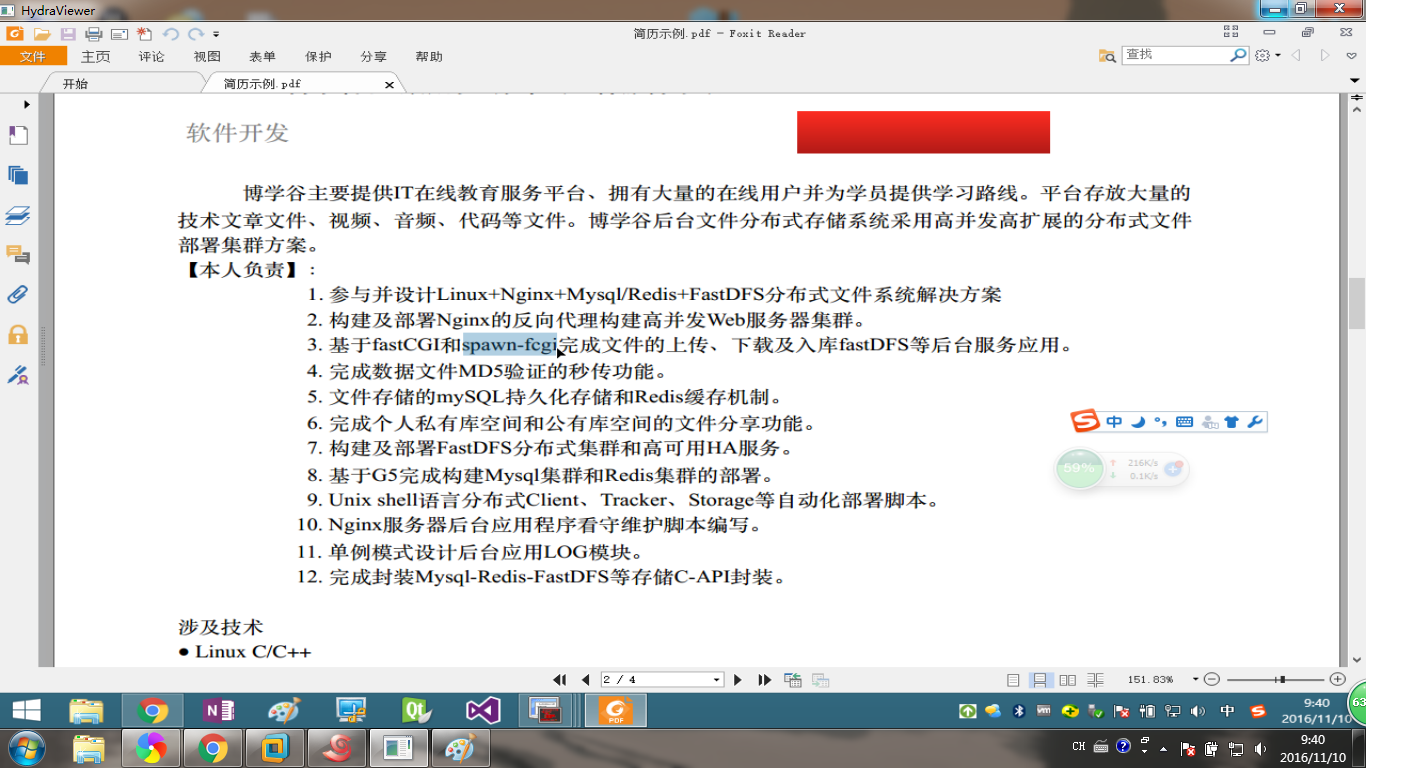 HydraViewer
简历示例.pdf - Foxit Reader
文件 主页 评论 视图 表单 保护 分享 帮助
查找
开始 简历示例.pdf
软件开发
博学谷主要提供IT在线教育服务平台、拥有大量的在线用户并为学员提供学习路线。平台存放大量的
技术文章文件、视频、音频、代码等文件。博学谷后台文件分布式存储系统采用高并发高扩展的分布式文件
部署集群方案。
【本人负责】:
1. 参与并设计Linux+Nginx+Mysql/Redis+FastDFS分布式文件系统解决方案
2. 构建及部署Nginx的反向代理构建高并发Web服务器集群。
3. 基于fastCGI和spawn-fcgi完成文件的上传、下载及入库fastDFS等后台服务应用。
4. 完成数据文件MD5验证的秒传功能。
5. 文件存储的mySQL持久化存储和Redis缓存机制。
6. 完成个人私有库空间和公有库空间的文件分享功能。
7. 构建及部署FastDFS分布式集群和高可用HA服务。
8. 基于G5完成构建Mysql集群和Redis集群的部署。
9. Unix shell语言分布式Client、Tracker、Storage等自动化部署脚本。
10. Nginx服务器后台应用程序看守维护脚本编写。
11. 单例模式设计后台应用LOG模块。
12. 完成封装Mysql-Redis-FastDFS等存储C-API封装。
中
59% 216K/s
0.1K/s
涉及技术
● Linux C/C++
2 / 4 151.83%
中 9:40
2016/11/10
63
CH 9:40
2016/11/10